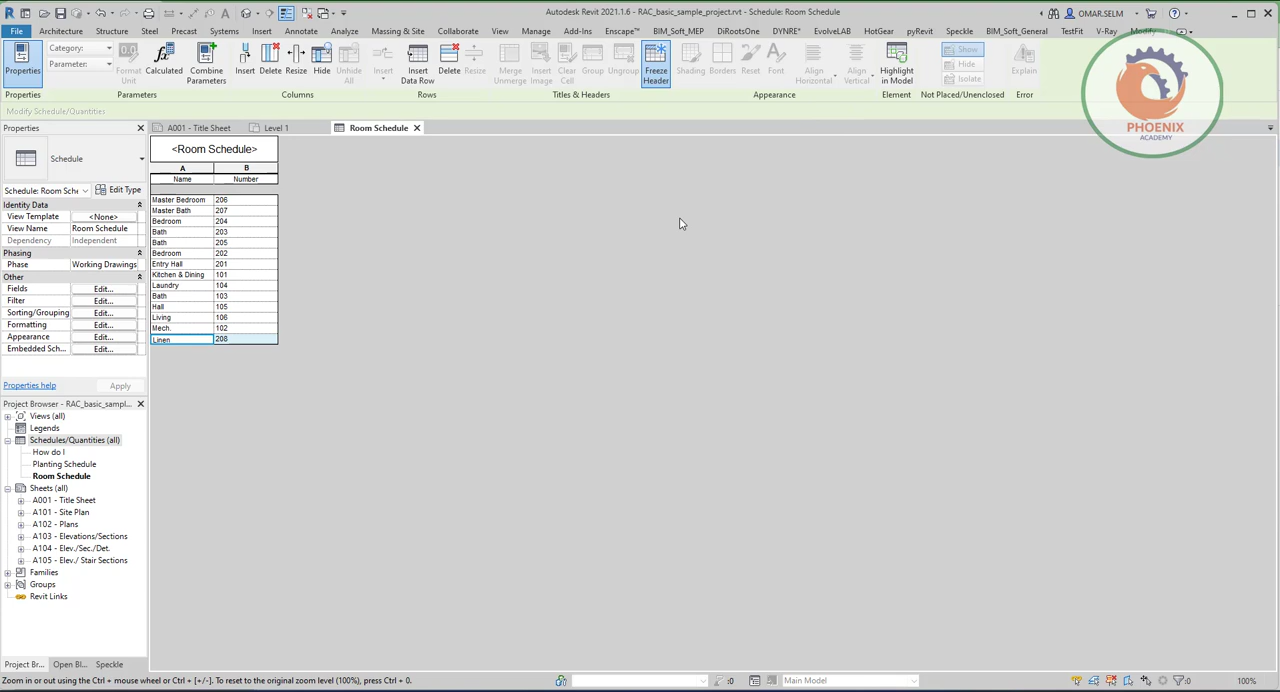 Autodesk Revit 2021.1.6 - RAC_basic_sample_project.rvt - Schedule: Room Schedule
OMAR.SELM
File Architecture Structure Steel Precast Systems Insert Annotate Analyze Massing & Site Collaborate View Manage Add-Ins Enscape™ BIM_Soft_MEP DiRootsOne DYNRE® EvolveLAB HotGear pyRevit Speckle BIM_Soft_General TestFit V-Ray Modify
Properties
Category:
Parameter:
Format Unit
Calculated
Combine Parameters
Insert Delete Resize Hide Unhide All
Insert
Insert Data Row
Delete Resize
Merge Unmerge
Insert Image
Clear Cell
Group Ungroup
Freeze Header
Shading Borders Reset Font
Align Horizontal
Align Vertical
Highlight in Model
Show
Hide
Isolate
Explain
Properties Parameters Columns Rows Titles & Headers Appearance Element Not Placed/Unenclosed Error
PHOENIX
ACADEMY
Modify Schedule/Quantities
Properties
A001 - Title Sheet Level 1 Room Schedule
Schedule
Schedule: Room Sche Edit Type
Identity Data
View Template <None>
View Name Room Schedule
Dependency Independent
Phasing
Phase Working Drawings
Other
Fields Edit...
Filter Edit...
Sorting/Grouping Edit...
Formatting Edit...
Appearance Edit...
Embedded Sch... Edit...
Properties help Apply
<Room Schedule>
A B
Name Number
Master Bedroom 206
Master Bath 207
Bedroom 204
Bath 203
Bath 205
Bedroom 202
Entry Hall 201
Kitchen & Dining 101
Laundry 104
Bath 103
Hall 105
Living 106
Mech. 102
Linen 208
Project Browser - RAC_basic_sampl...
Views (all)
Legends
Schedules/Quantities (all)
How do I
Planting Schedule
Room Schedule
Sheets (all)
A001 - Title Sheet
A101 - Site Plan
A102 - Plans
A103 - Elevations/Sections
A104 - Elev./Sec./Det.
A105 - Elev./ Stair Sections
Families
Groups
Revit Links
Project Br... Open Bl... Speckle
Zoom in or out using the Ctrl + mouse wheel or Ctrl + [+/-]. To reset to the original zoom level (100%), press Ctrl + 0.
:0
Main Model
:0
100%